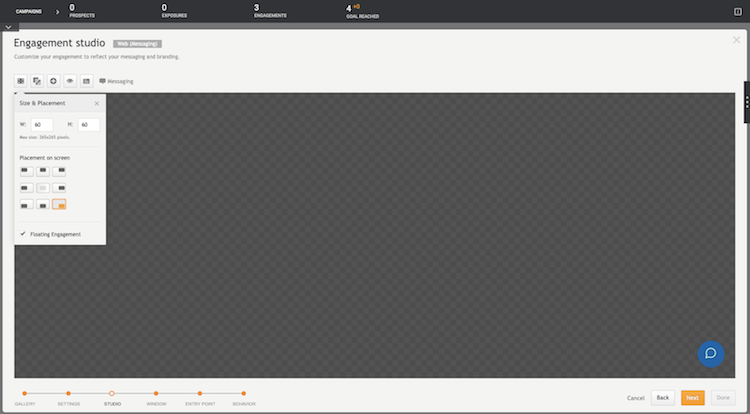 CAMPAIGNS
0
PROSPECTS
0
EXPOSURES
3
ENGAGEMENTS
4 +0
GOAL REACHED
Engagement studio Web (Messaging)
Customize your engagement to reflect your messaging and branding.
Messaging
Size & Placement
W: 60 H: 60
Max size: 265x265 pixels.
Placement on screen
Floating Engagement
GALLERY SETTINGS STUDIO WINDOW ENTRY POINT BEHAVIOR
Cancel Back Next Done